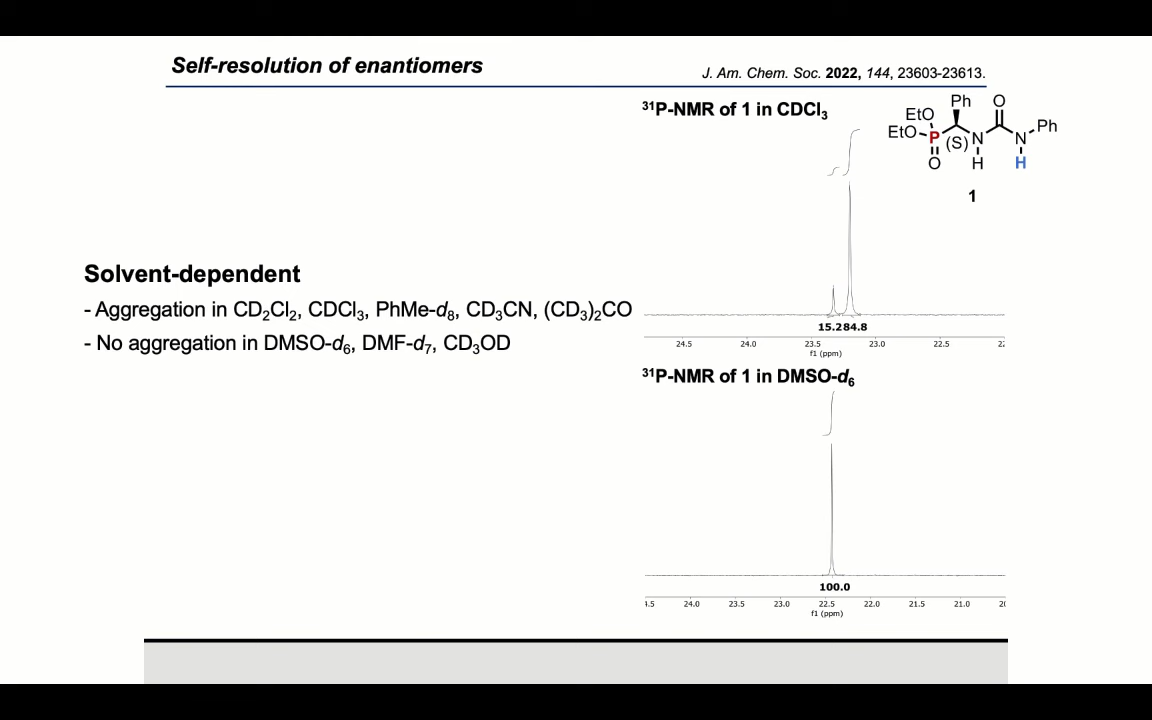 Self-resolution of enantiomers
J. Am. Chem. Soc. 2022, 144, 23603-23613.
³¹P-NMR of 1 in CDCl₃
Ph O
EtO
EtO P (S) N N Ph
O H H
1
Solvent-dependent
- Aggregation in CD₂Cl₂, CDCl₃, PhMe-d₈, CD₃CN, (CD₃)₂CO
- No aggregation in DMSO-d₆, DMF-d₇, CD₃OD
15.284.8
24.5 24.0 23.5 23.0 22.5
f1 (ppm)
³¹P-NMR of 1 in DMSO-d₆
100.0
24.0 23.5 23.0 22.5 22.0 21.5 21.0
f1 (ppm)